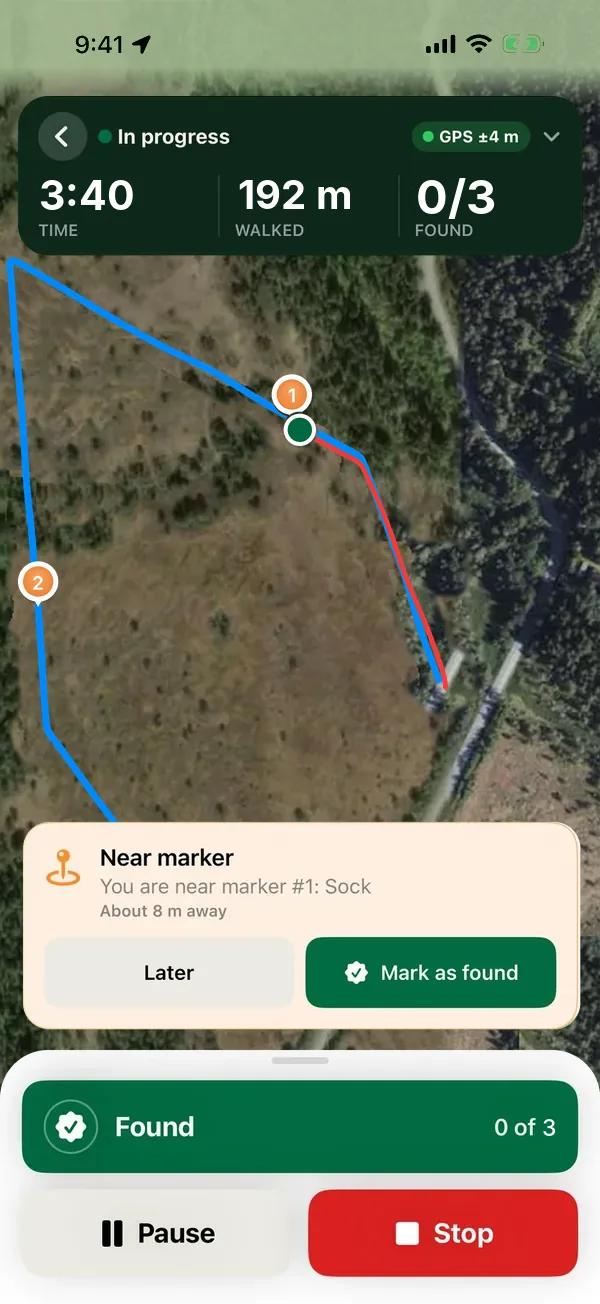 9:41
In progress
GPS ±4 m
3:40
192 m
0/3
TIME
WALKED
FOUND
1
2
Near marker
You are near marker #1: Sock
About 8 m away
Later
Mark as found
Found
0 of 3
Pause
Stop